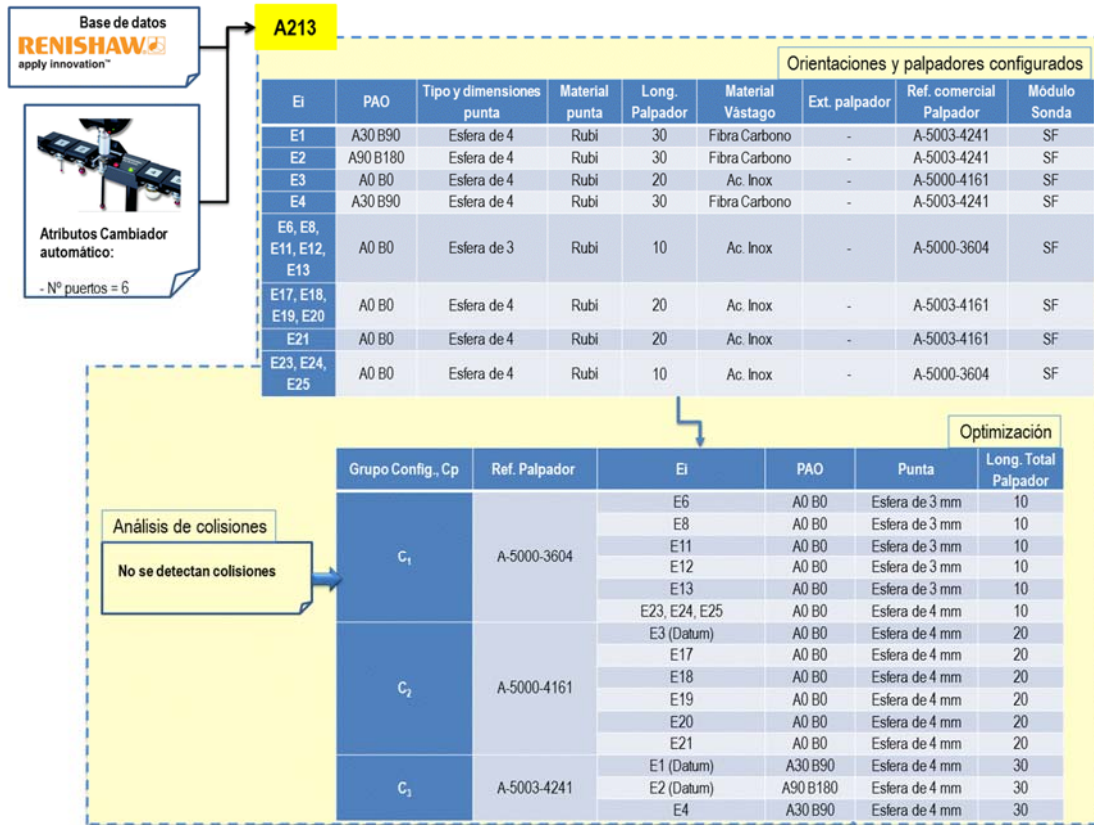 Base de datos
RENISHAW
apply innovation™
A213
Atributos Cambiador
automático:
- Nº puertos = 6
Orientaciones y palpadores configurados
Ei PAO Tipo y dimensiones punta Material punta Long. Palpador Material Vástago Ext. palpador Ref. comercial Palpador Módulo Sonda
E1 A30 B90 Esfera de 4 Rubi 30 Fibra Carbono - A-5003-4241 SF
E2 A90 B180 Esfera de 4 Rubi 30 Fibra Carbono - A-5003-4241 SF
E3 A0 B0 Esfera de 4 Rubi 20 Ac. Inox - A-5000-4161 SF
E4 A30 B90 Esfera de 4 Rubi 30 Fibra Carbono - A-5003-4241 SF
E6, E8, E11, E12, E13 A0 B0 Esfera de 3 Rubi 10 Ac. Inox - A-5000-3604 SF
E17, E18, E19, E20 A0 B0 Esfera de 4 Rubi 20 Ac. Inox - A-5003-4161 SF
E21 A0 B0 Esfera de 4 Rubi 20 Ac. Inox - A-5003-4161 SF
E23, E24, E25 A0 B0 Esfera de 4 Rubi 10 Ac. Inox - A-5000-3604 SF
Optimización
Análisis de colisiones
No se detectan colisiones
Grupo Config., Cp Ref. Palpador Ei PAO Punta Long. Total Palpador
C1 A-5000-3604
E6 A0 B0 Esfera de 3 mm 10
E8 A0 B0 Esfera de 3 mm 10
E11 A0 B0 Esfera de 3 mm 10
E12 A0 B0 Esfera de 3 mm 10
E13 A0 B0 Esfera de 3 mm 10
E23, E24, E25 A0 B0 Esfera de 4 mm 10
C2 A-5000-4161
E3 (Datum) A0 B0 Esfera de 4 mm 20
E17 A0 B0 Esfera de 4 mm 20
E18 A0 B0 Esfera de 4 mm 20
E19 A0 B0 Esfera de 4 mm 20
E20 A0 B0 Esfera de 4 mm 20
E21 A0 B0 Esfera de 4 mm 20
C3 A-5003-4241
E1 (Datum) A30 B90 Esfera de 4 mm 30
E2 (Datum) A90 B180 Esfera de 4 mm 30
E4 A30 B90 Esfera de 4 mm 30